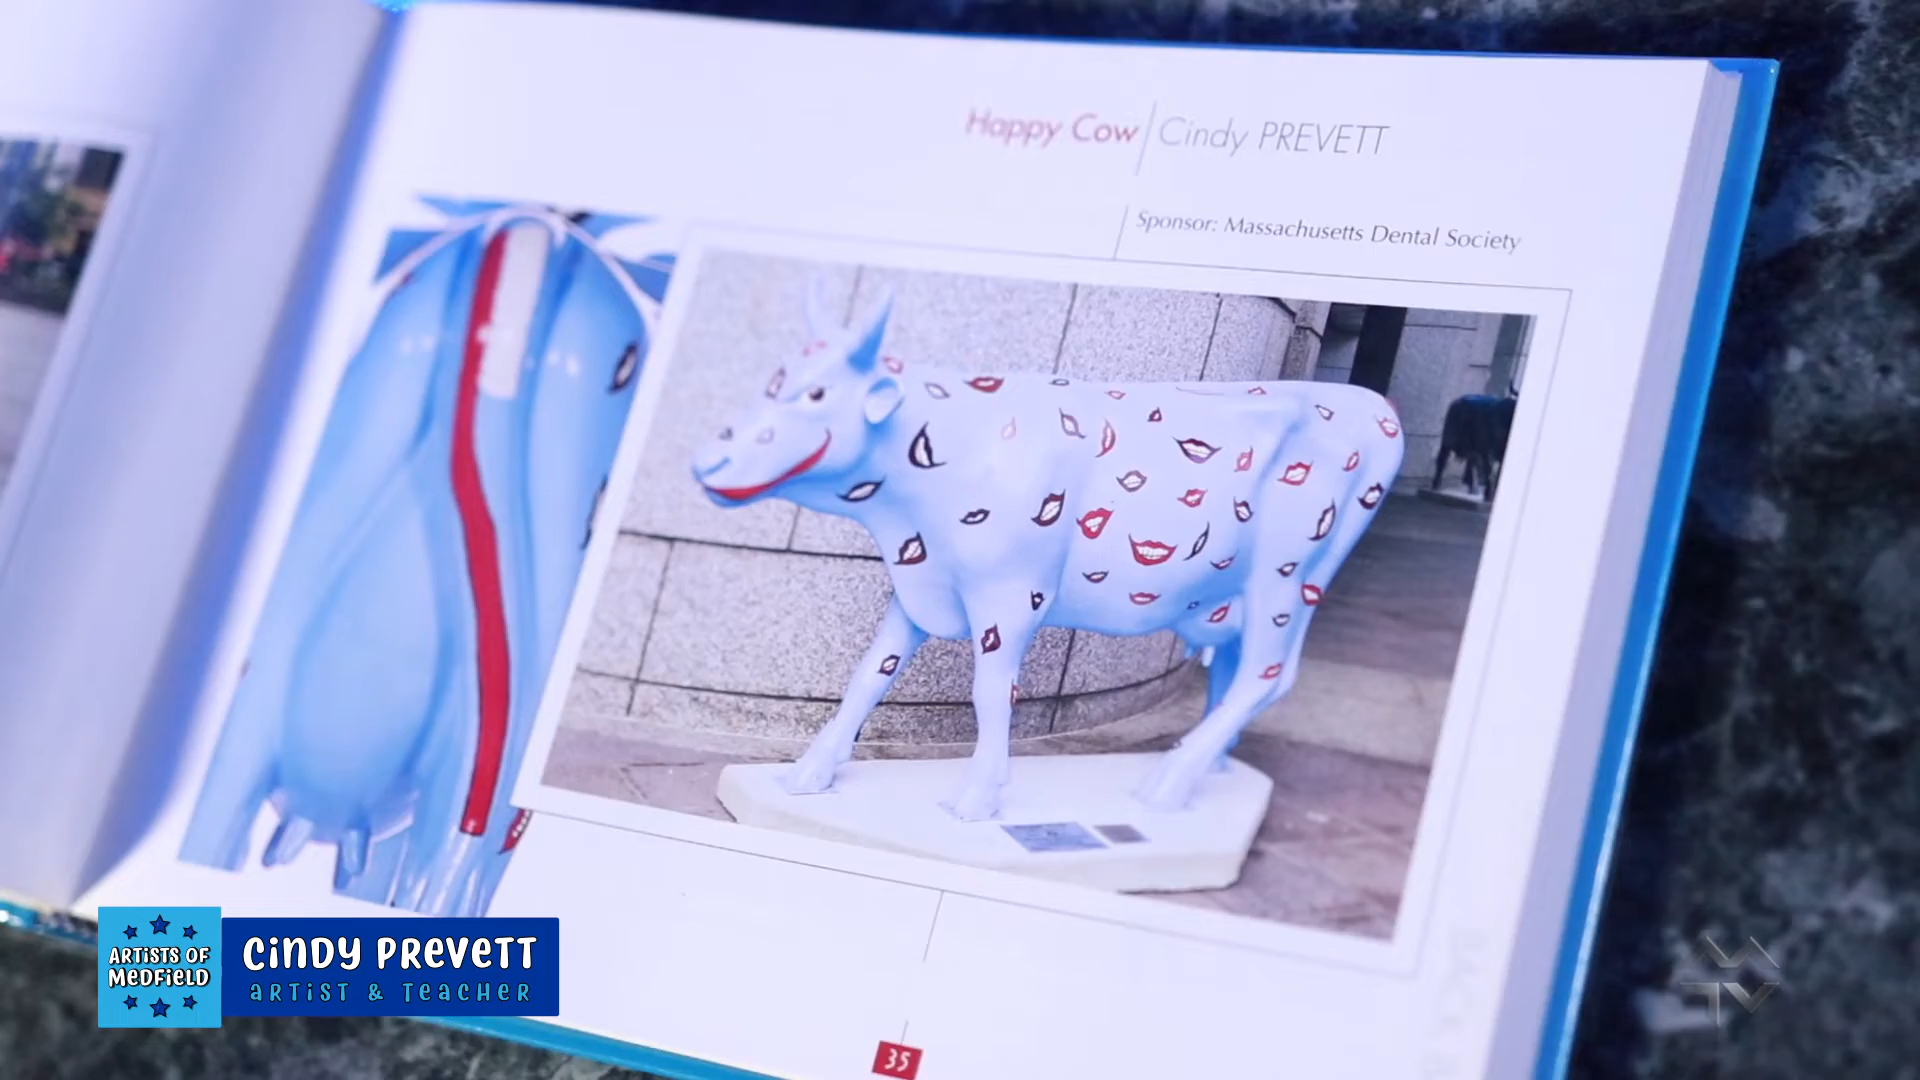 Happy Cow | Cindy PREVETT
Sponsor: Massachusetts Dental Society
ARTISTS OF
MEDFIELD
CINDY PREVETT
ARTIST & TEACHER
35